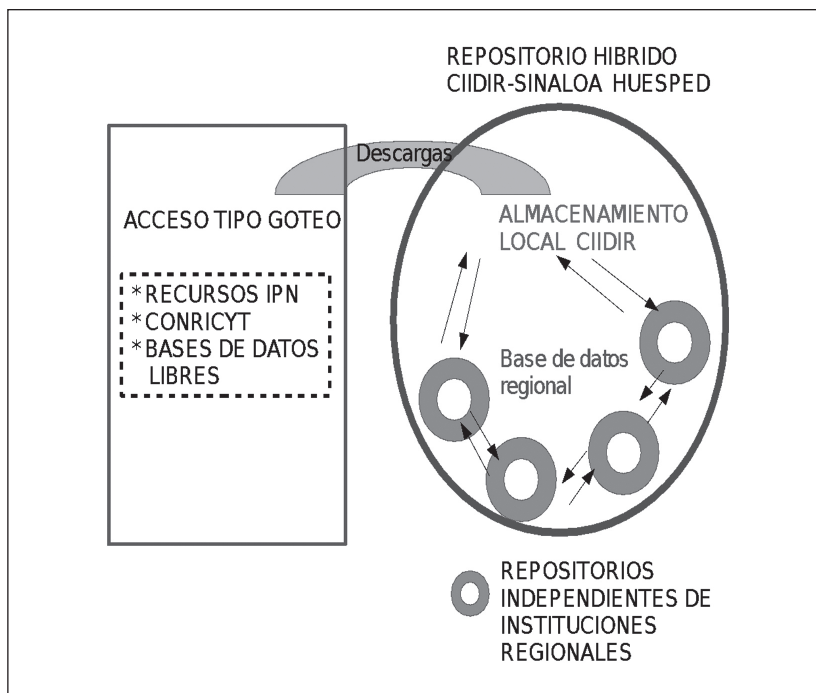 REPOSITORIO HIBRIDO
CIIDIR-SINALOA HUESPED
Descargas
ACCESO TIPO GOTEO
* RECURSOS IPN
* CONRICYT
* BASES DE DATOS
LIBRES
ALMACENAMIENTO
LOCAL CIIDIR
Base de datos
regional
REPOSITORIOS
INDEPENDIENTES DE
INSTITUCIONES
REGIONALES